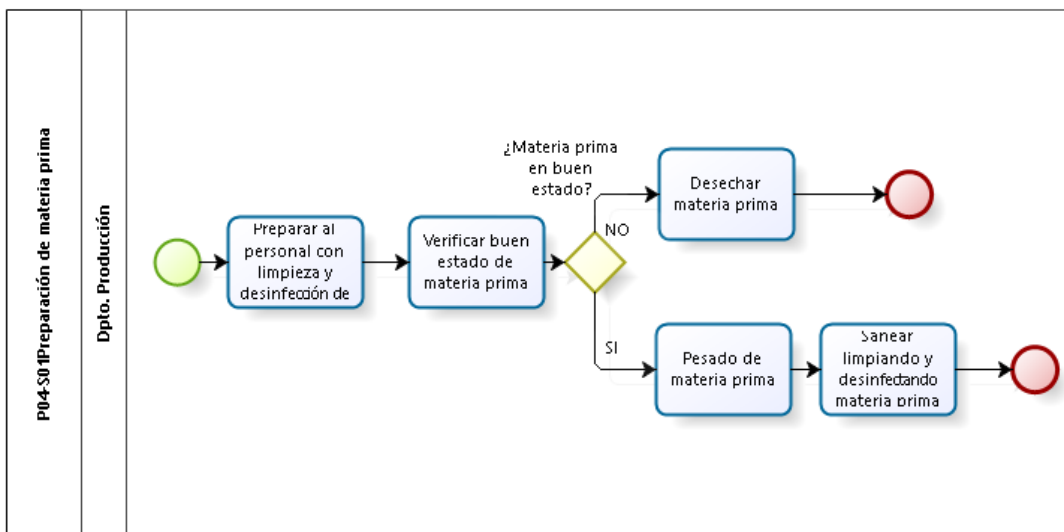 P04-S01Preparación de materia prima
Dpto. Producción
Preparar al
personal con
limpieza y
desinfección de
Verificar buen
estado de
materia prima
¿Materia prima
en buen
estado?
NO
Desechar
materia prima
SI
Pesado de
materia prima
Sanear
limpiando y
desinfectando
materia prima